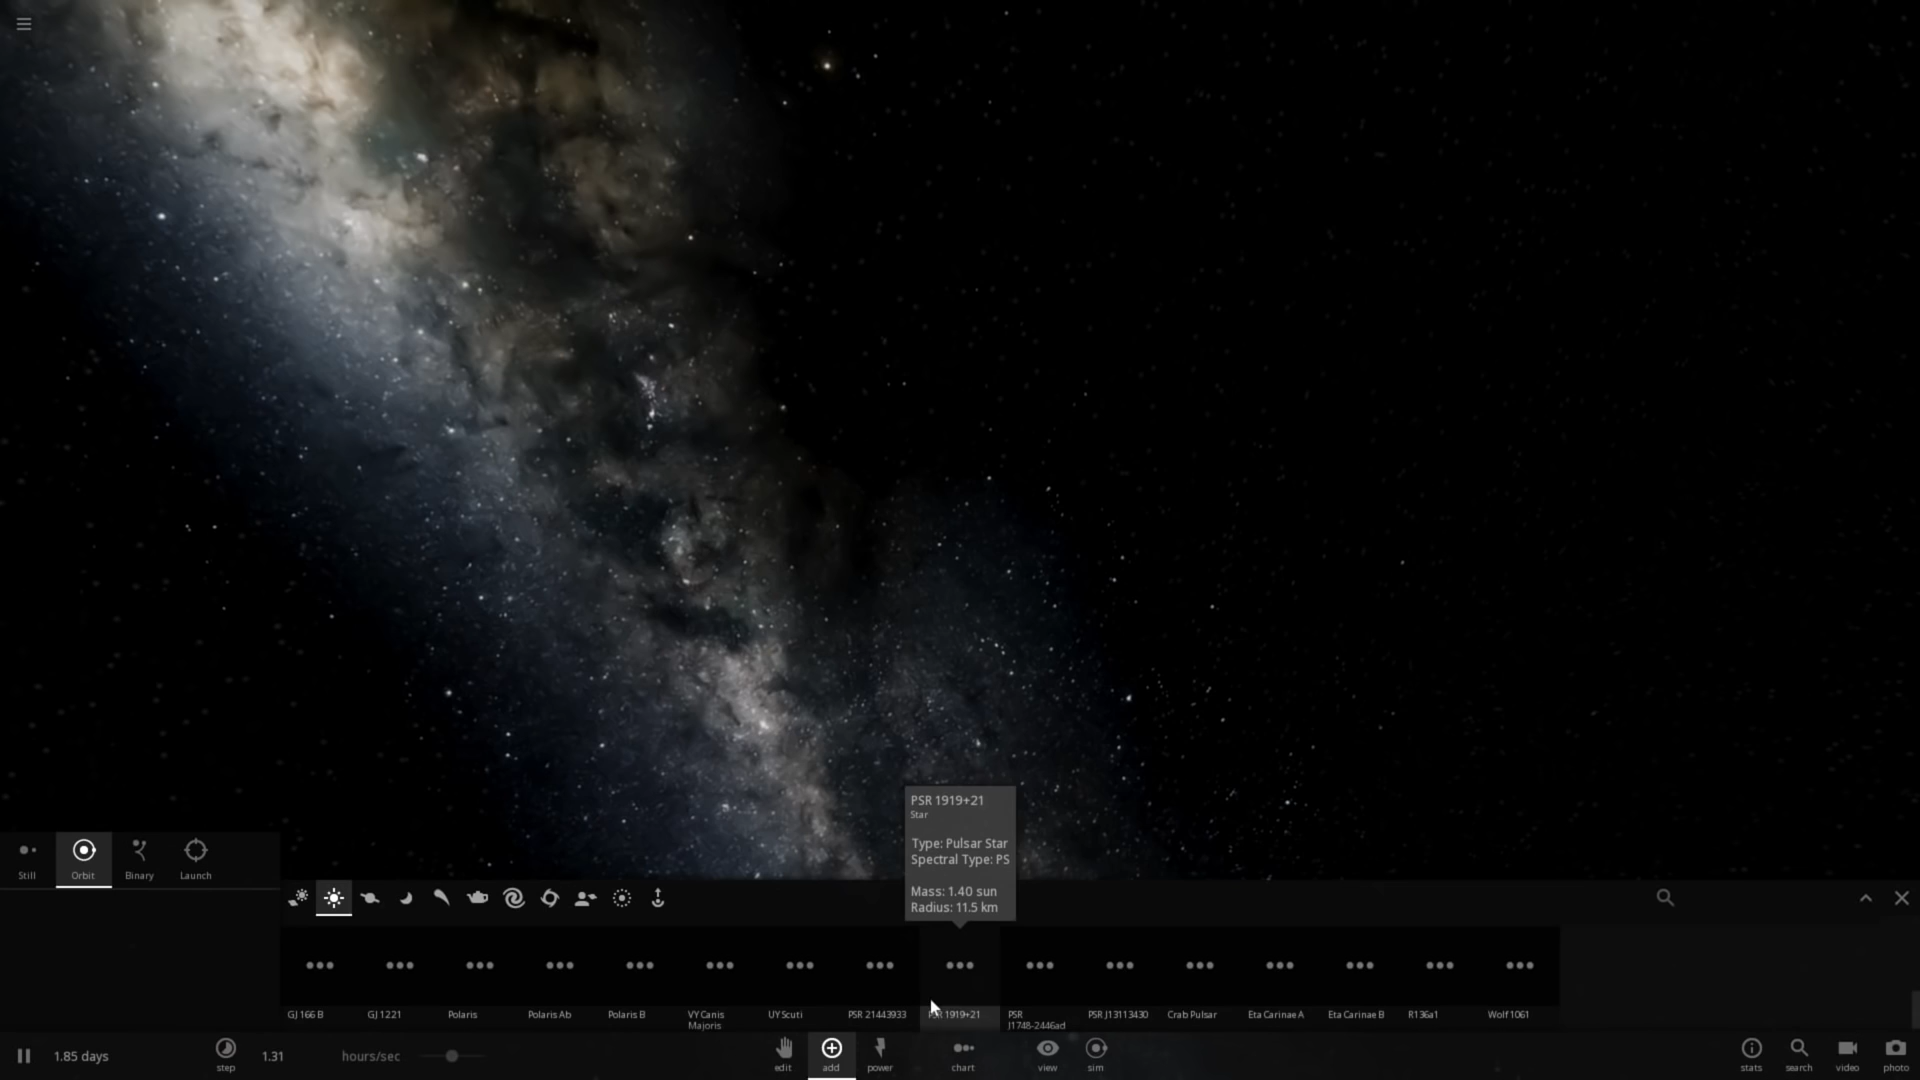 PSR 1919+21
Star
Type: Pulsar Star
Spectral Type: PS
Mass: 1.40 sun
Radius: 11.5 km
Still
Orbit
Binary
Launch
GJ 166 B
GJ 1221
Polaris
Polaris Ab
Polaris B
VY Canis
Majoris
UY Scuti
PSR 21443933
1919+21
PSR
J1748-2446ad
PSR J13113430
Crab Pulsar
Eta Carinae A
Eta Carinae B
R136a1
Wolf 1061
1.85 days
step
1.31
hours/sec
edit
add
power
chart
view
sim
stats
search
video
photo